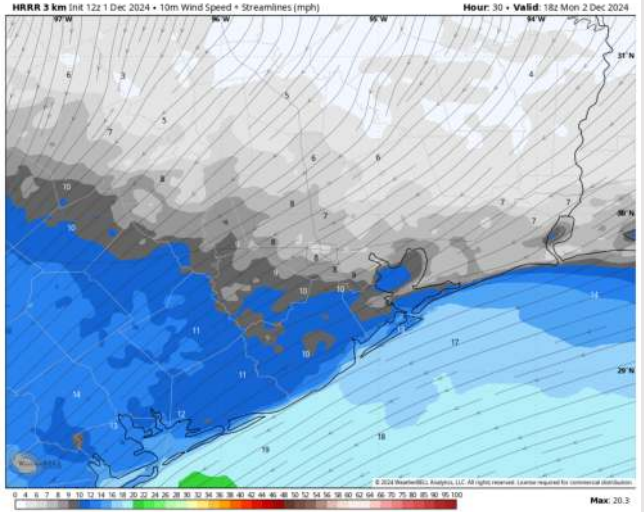 HRRR 3 km Init 12z 1 Dec 2024 • 10m Wind Speed + Streamlines (mph) Hour: 30 • Valid: 18z Mon 2 Dec 2024
97°W 96°W 95°W 94°W
31°N
6 3 4
5
5
7
6 6
8
10 8 7
7 7
30°N
10
8
8
9 8
10 10
16
11
17
10
29°N
11
14
12
13
18
19
WeatherBELL
© 2024 WeatherBELL Analytics, LLC. All rights reserved. License required for commercial distribution.
0 4 6 7 8 9 10 12 14 16 18 20 22 24 26 28 30 32 34 36 38 40 42 44 46 48 50 52 54 56 58 60 62 64 66 68 70 75 80 85 90 95 100
Max: 20.3